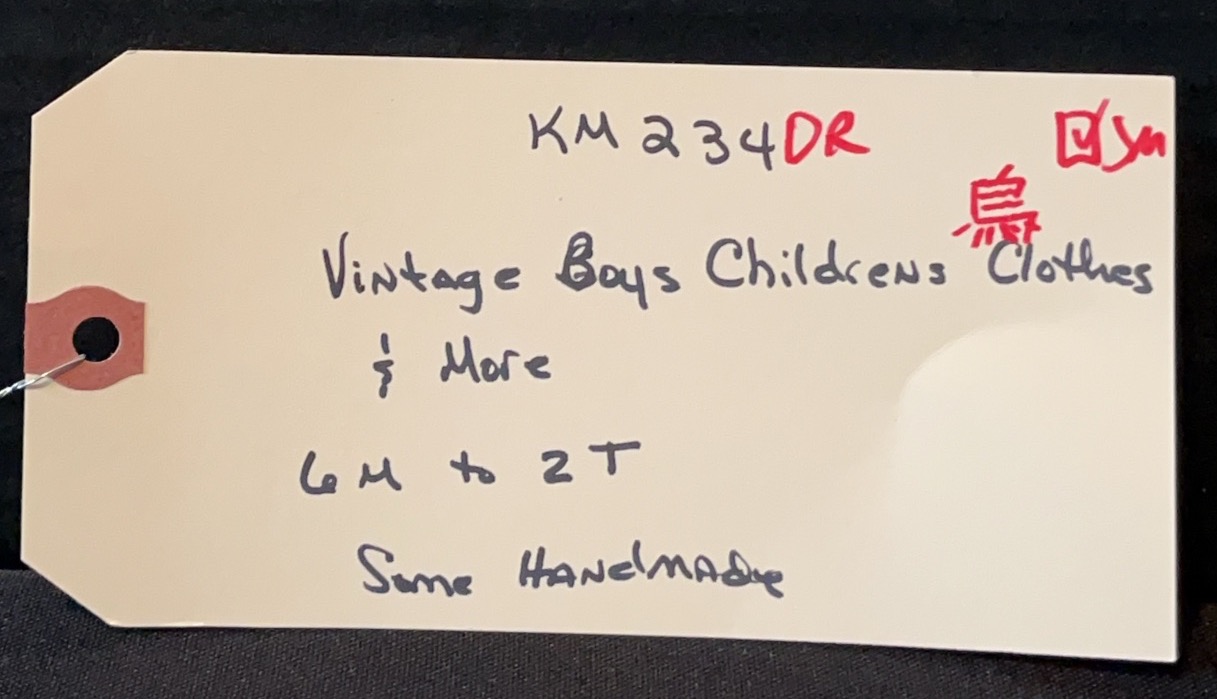 KM234DR
Vintage Boys Childrens Clothes
& More
6M to 2T
Some Handmade